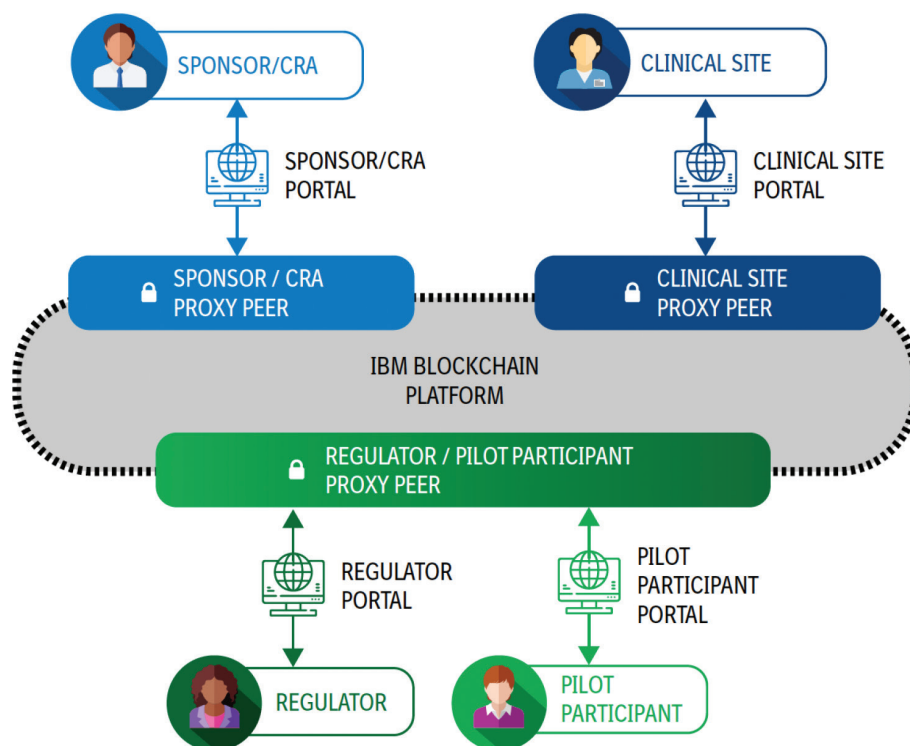 SPONSOR/CRA
CLINICAL SITE
SPONSOR/CRA
PORTAL
CLINICAL SITE
PORTAL
SPONSOR / CRA
PROXY PEER
CLINICAL SITE
PROXY PEER
IBM BLOCKCHAIN
PLATFORM
REGULATOR / PILOT PARTICIPANT
PROXY PEER
REGULATOR
PORTAL
PILOT
PARTICIPANT
PORTAL
REGULATOR
PILOT
PARTICIPANT